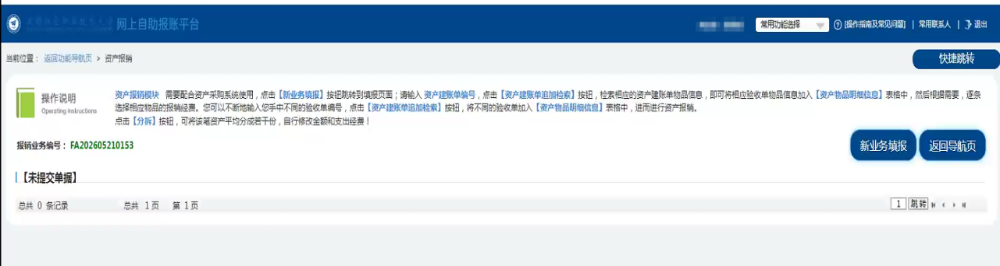 网上自助报账平台
常用功能选择
[操作指南及常见问题] | 常用联系人 | 退出
当前位置： 返回功能导航页 > 资产报销
快捷跳转
操作说明
Operating instructions
资产报销模块 需要配合资产采购系统使用，点击【新业务填报】按钮跳转到填报页面；请输入 资产建账单编号，点击【资产建账单追加检索】按钮，检索相应的资产建账单物品信息，即可将相应验收单物品信息加入【资产物品明细信息】表格中，然后根据需要，逐条
选择相应物品的报销经费。您可以不断地输入您手中不同的验收单编号，点击【资产建账单追加检索】按钮，将不同的验收单加入【资产物品明细信息】表格中，进而进行资产报销。
点击【分拆】按钮，可将该笔资产平均分成若干份，自行修改金额和支出经费！
报销业务编号： FA202605210153
新业务填报
返回导航页
【未提交单据】
总共 0 条记录 总共 1 页 第 1 页
1 跳转